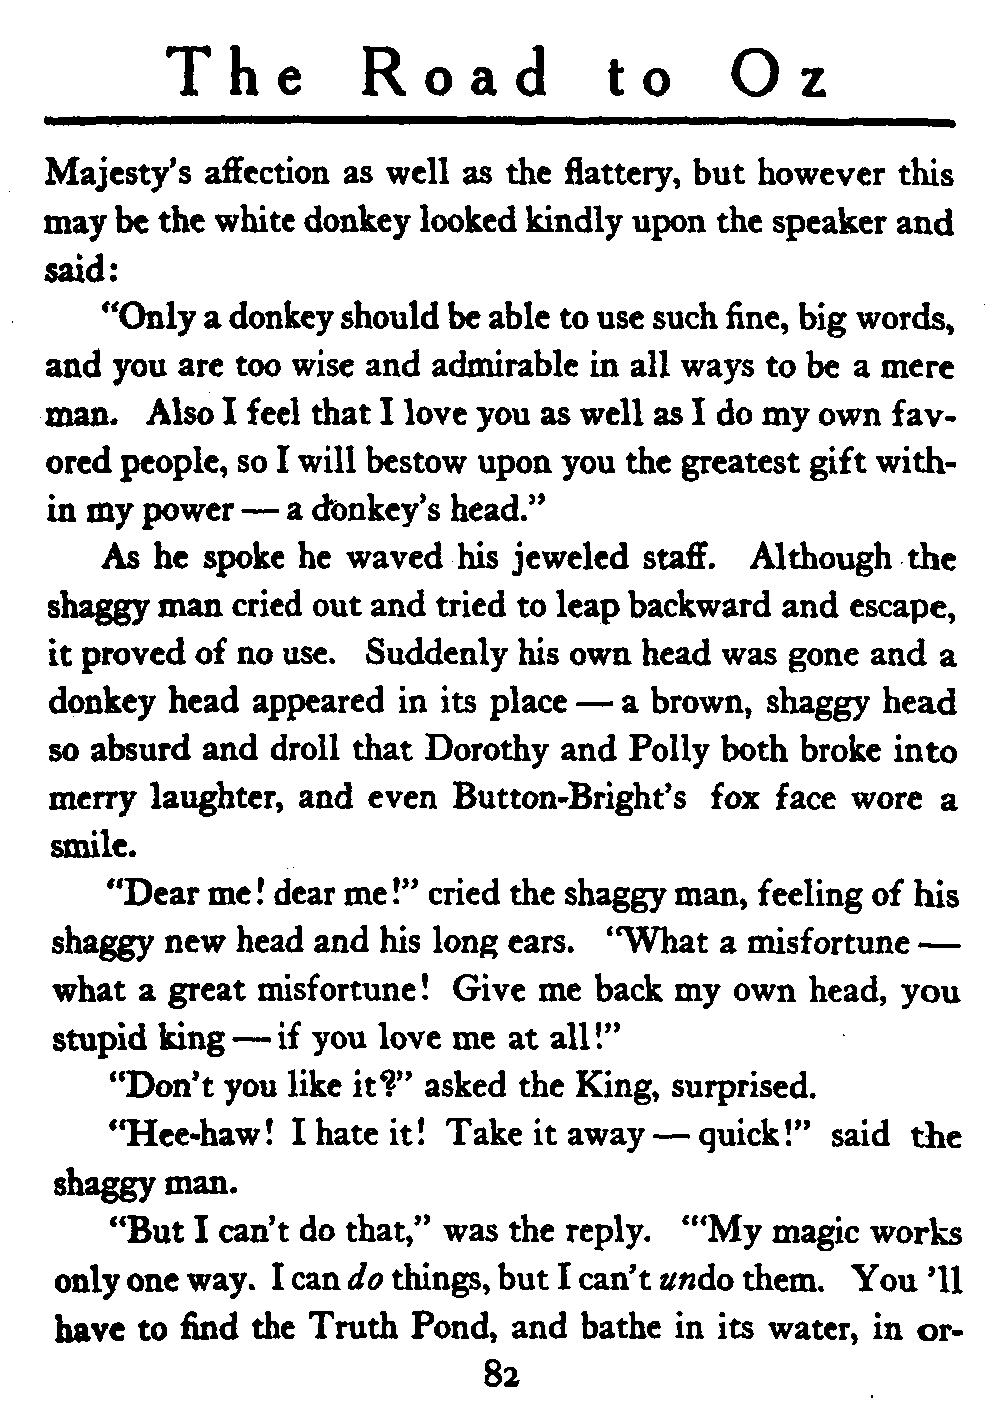 The Road to Oz
Majesty's affection as well as the flattery, but however this
may be the white donkey looked kindly upon the speaker and
said:
"Only a donkey should be able to use such fine, big words,
and you are too wise and admirable in all ways to be a mere
man. Also I feel that I love you as well as I do my own fav-
ored people, so I will bestow upon you the greatest gift with-
in my power — a donkey's head."
As he spoke he waved his jeweled staff. Although the
shaggy man cried out and tried to leap backward and escape,
it proved of no use. Suddenly his own head was gone and a
donkey head appeared in its place — a brown, shaggy head
so absurd and droll that Dorothy and Polly both broke into
merry laughter, and even Button-Bright's fox face wore a
smile.
"Dear me! dear me!" cried the shaggy man, feeling of his
shaggy new head and his long ears. "What a misfortune —
what a great misfortune! Give me back my own head, you
stupid king — if you love me at all!"
"Don't you like it?" asked the King, surprised.
"Hee-haw! I hate it! Take it away — quick!" said the
shaggy man.
"But I can't do that," was the reply. "'My magic works
only one way. I can do things, but I can't undo them. You 'll
have to find the Truth Pond, and bathe in its water, in or-
82